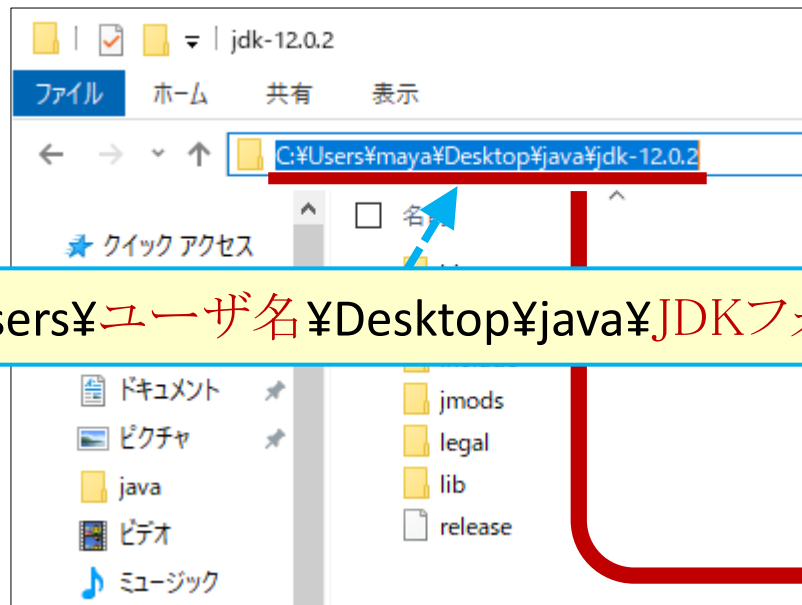 jdk-12.0.2
ファイル ホーム 共有 表示
C:¥Users¥maya¥Desktop¥java¥jdk-12.0.2
クイック アクセス
sers¥ユーザ名¥Desktop¥java¥JDKフ
ドキュメント
jmods
ピクチャ
legal
java
lib
ビデオ
release
ミュージック